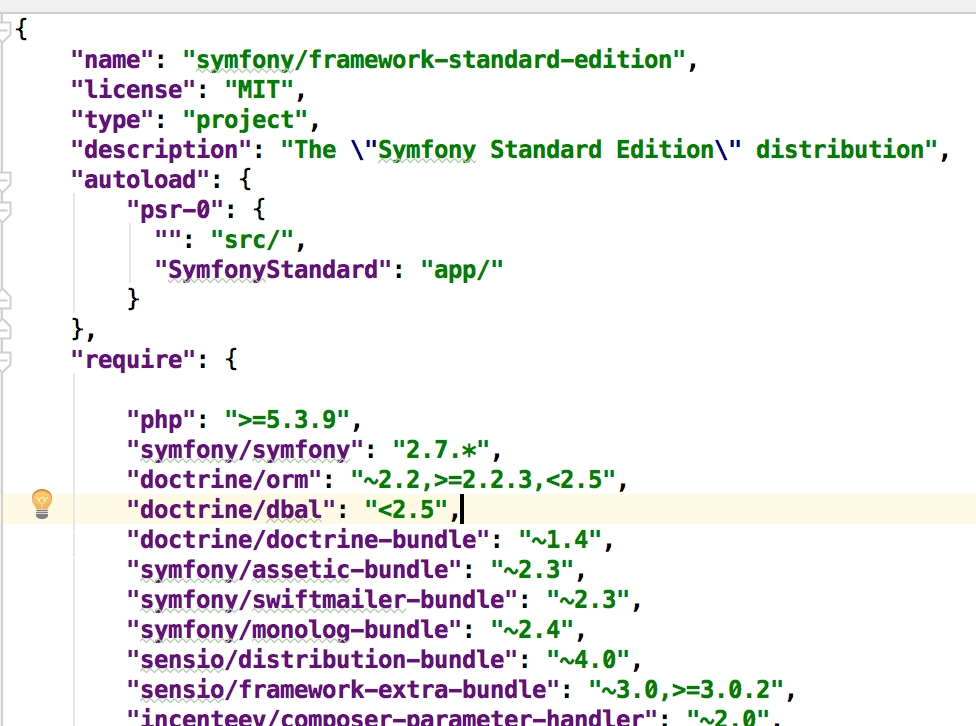 {
"name": "symfony/framework-standard-edition",
"license": "MIT",
"type": "project",
"description": "The \"Symfony Standard Edition\" distribution",
"autoload": {
"psr-0": {
"": "src/",
"SymfonyStandard": "app/"
}
},
"require": {
"php": ">=5.3.9",
"symfony/symfony": "2.7.*",
"doctrine/orm": "~2.2,>=2.2.3,<2.5",
"doctrine/dbal": "<2.5",
"doctrine/doctrine-bundle": "~1.4",
"symfony/assetic-bundle": "~2.3",
"symfony/swiftmailer-bundle": "~2.3",
"symfony/monolog-bundle": "~2.4",
"sensio/distribution-bundle": "~4.0",
"sensio/framework-extra-bundle": "~3.0,>=3.0.2",
"incenteev/composer-parameter-handler": "~2.0",